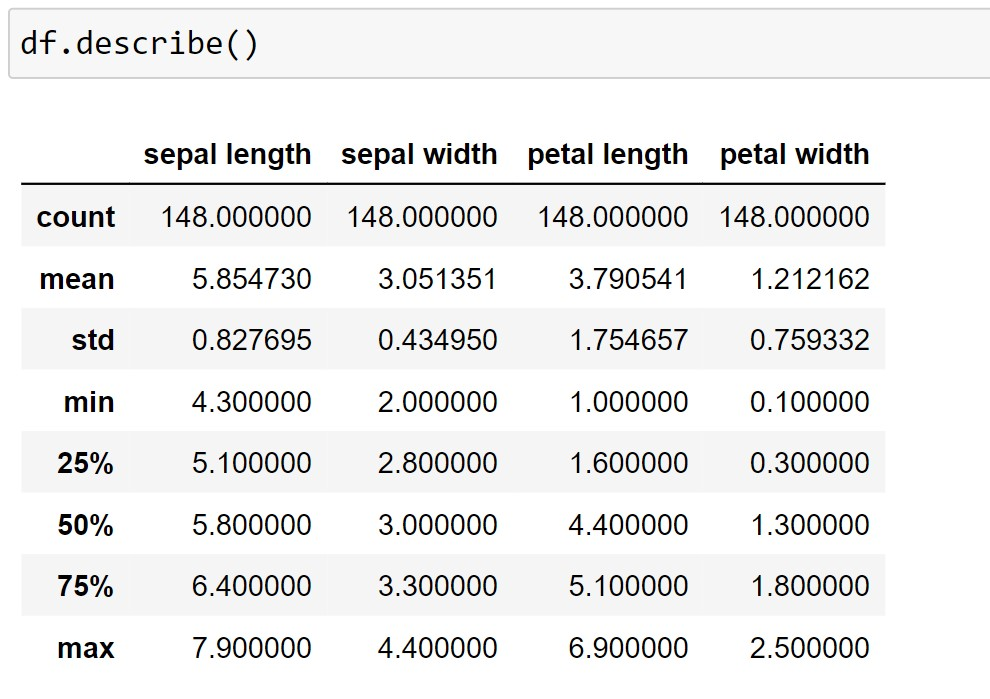 df.describe()
sepal length sepal width petal length petal width
count 148.000000 148.000000 148.000000 148.000000
mean 5.854730 3.051351 3.790541 1.212162
std 0.827695 0.434950 1.754657 0.759332
min 4.300000 2.000000 1.000000 0.100000
25% 5.100000 2.800000 1.600000 0.300000
50% 5.800000 3.000000 4.400000 1.300000
75% 6.400000 3.300000 5.100000 1.800000
max 7.900000 4.400000 6.900000 2.500000